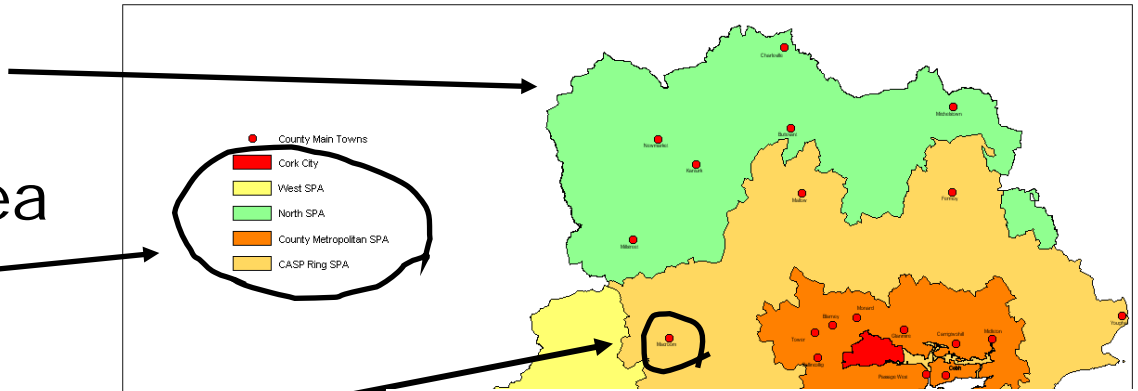 Charleville
Mitchelstown
Buttevant
County Main Towns
Newmarket
Cork City
Kanturk
ea
West SPA
Mallow
Fermoy
North SPA
County Metropolitan SPA
Millstreet
CASP Ring SPA
Monard
Youghal
Blarney
Glanmire
Midleton
Tower
Carrigtwohill
Macroom
Ballincollig
Passage West
Cobh